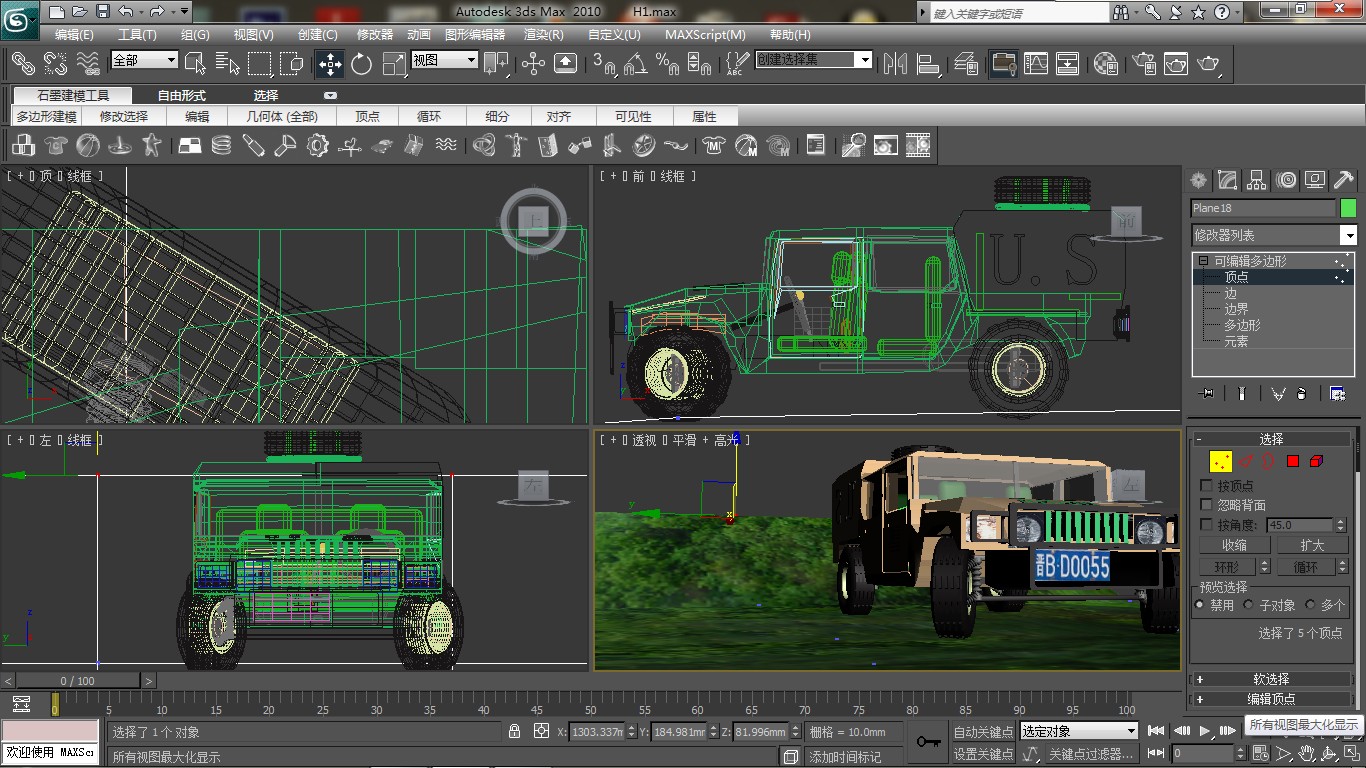 Autodesk 3ds Max 2010 H1.max
键入关键字或短语
编辑(E) 工具(T) 组(G) 视图(V) 创建(C) 修改器 动画 图形编辑器 渲染(R) 自定义(U) MAXScript(M) 帮助(H)
全部 视图 3 ABC 创建选择集
石墨建模工具 自由形式 选择
多边形建模 修改选择 编辑 几何体 (全部) 顶点 循环 细分 对齐 可见性 属性
[ + 顶 线框 ]
上
[ + 前 线框 ]
前
U.S
Plane18
修改器列表
可编辑多边形
顶点
边
边界
多边形
元素
[ + 左 线框 ]
左
[ + 透视 平滑 + 高光 ]
左
晋B·D0055
- 选择
按顶点
忽略背面
按角度: 45.0
收缩 扩大
环形 循环
预览选择
禁用 子对象 多个
选择了 5 个顶点
+ 软选择
+ 编辑顶点
< 0 / 100 >
0 5 10 15 20 25 30 35 40 45 50 55 60 65 70 75 80 85 90 95 100
所有视图最大化显示
选择了 1 个对象 X: 1303.337m Y: 184.981mm Z: 81.996mm 栅格 = 10.0mm 自动关键点 选定对象
欢迎使用 MAXSc 所有视图最大化显示 添加时间标记 设置关键点 关键点过滤器... 0